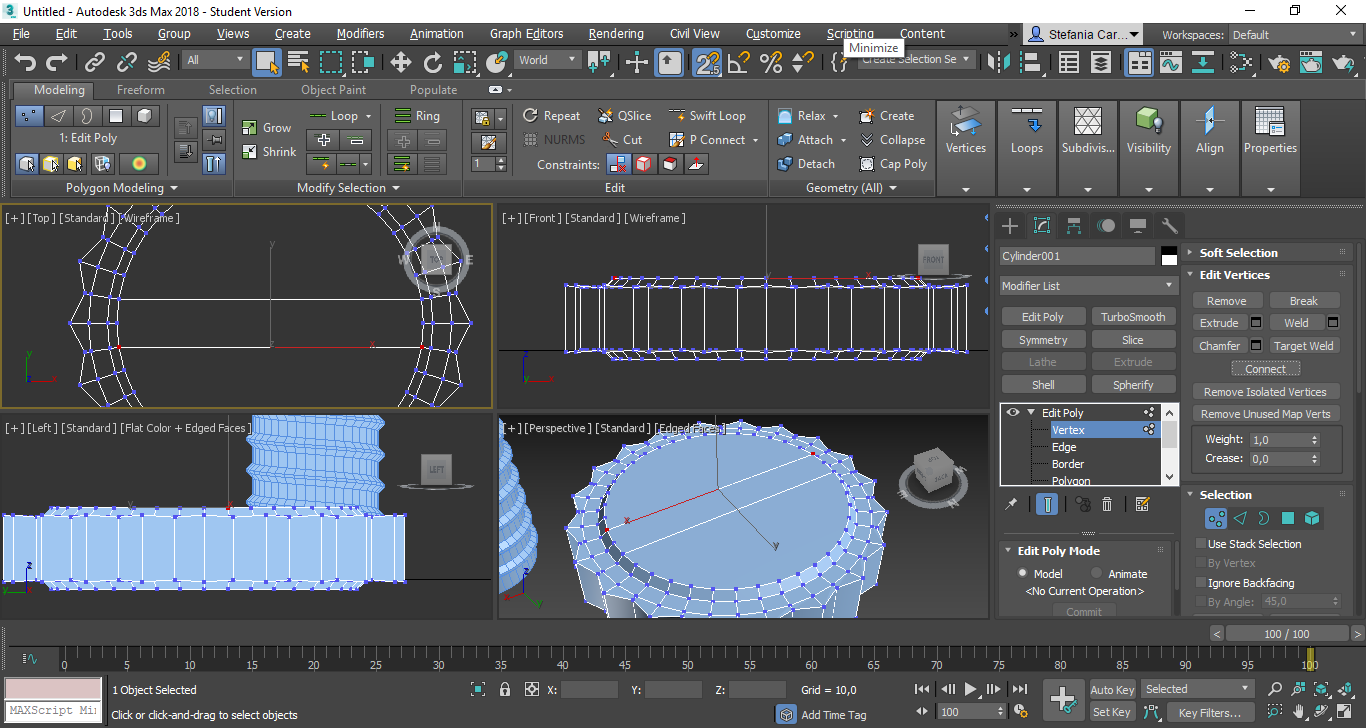 Untitled - Autodesk 3ds Max 2018 - Student Version
File Edit Tools Group Views Create Modifiers Animation Graph Editors Rendering Civil View Customize Scripting Content » Stefania Car... Workspaces: Default
Minimize
All World Create Selection Se
Modeling Freeform Selection Object Paint Populate
1: Edit Poly
Polygon Modeling
Grow
Shrink
Loop
Ring
Modify Selection
1
Repeat QSlice Swift Loop
NURMS Cut P Connect
Constraints:
Edit
Relax Create
Attach Collapse
Detach Cap Poly
Geometry (All)
Vertices Loops Subdivis... Visibility Align Properties
[+] [Top] [Standard] [Wireframe]
TOP
W E S
y
x
[+] [Front] [Standard] [Wireframe]
FRONT
x
[+] [Left] [Standard] [Flat Color + Edged Faces]
LEFT
[+] [Perspective] [Standard] [Edged Faces]
x
y
Cylinder001
Modifier List
Edit Poly TurboSmooth
Symmetry Slice
Lathe Extrude
Shell Spherify
Edit Poly
Vertex
Edge
Border
Polygon
Edit Poly Mode
Model Animate
<No Current Operation>
Commit
Soft Selection
Edit Vertices
Remove Break
Extrude Weld
Chamfer Target Weld
Connect
Remove Isolated Vertices
Remove Unused Map Verts
Weight: 1,0
Crease: 0,0
Selection
Use Stack Selection
By Vertex
Ignore Backfacing
By Angle: 45,0
< 100 / 100 >
0 5 10 15 20 25 30 35 40 45 50 55 60 65 70 75 80 85 90 95 100
MAXScript Mi
1 Object Selected
Click or click-and-drag to select objects
X: Y: Z: Grid = 10,0
Add Time Tag
100
Auto Key Selected
Set Key Key Filters...